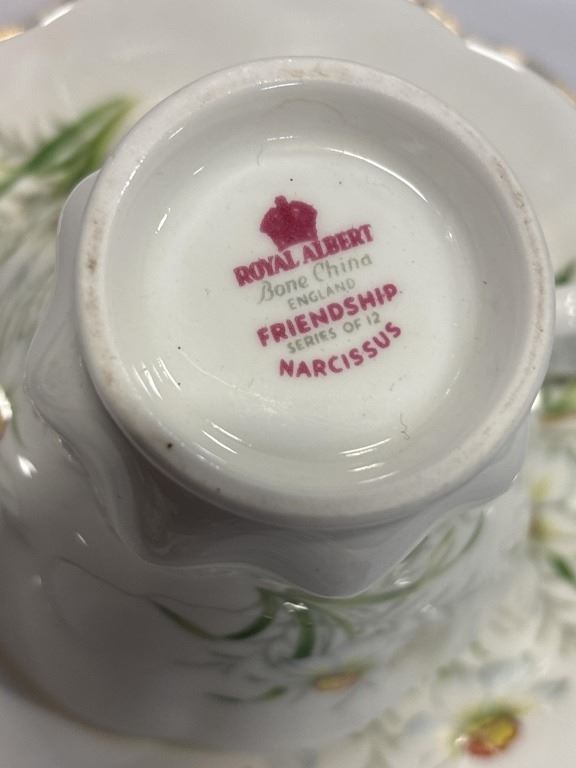 ROYAL ALBERT
Bone China
ENGLAND
FRIENDSHIP
SERIES OF 12
NARCISSUS